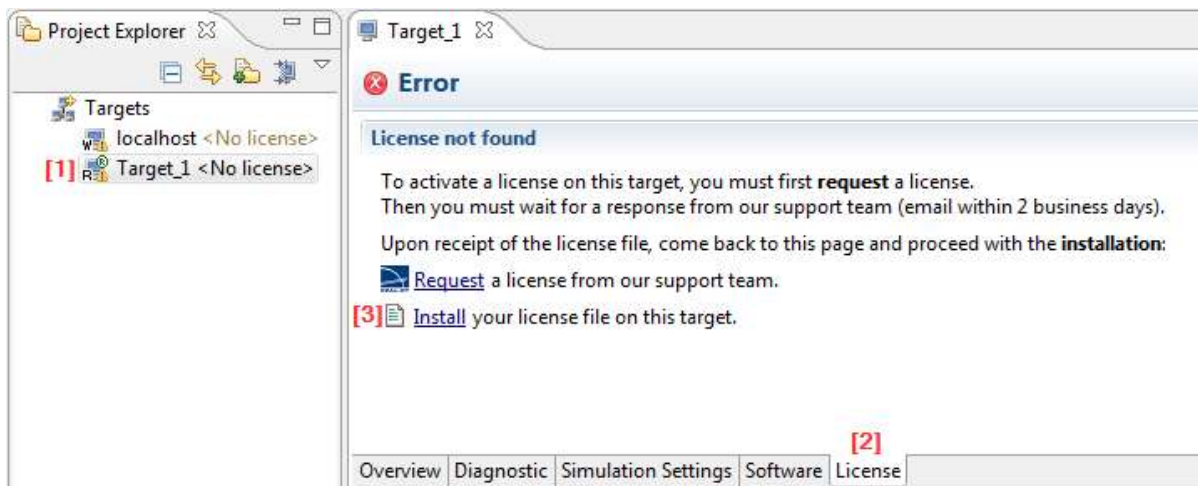 Project Explorer
Target_1
Error
Targets
localhost <No license>
[1] Target_1 <No license>
License not found
To activate a license on this target, you must first request a license.
Then you must wait for a response from our support team (email within 2 business days).
Upon receipt of the license file, come back to this page and proceed with the installation:
Request a license from our support team.
[3] Install your license file on this target.
[2]
Overview Diagnostic Simulation Settings Software License